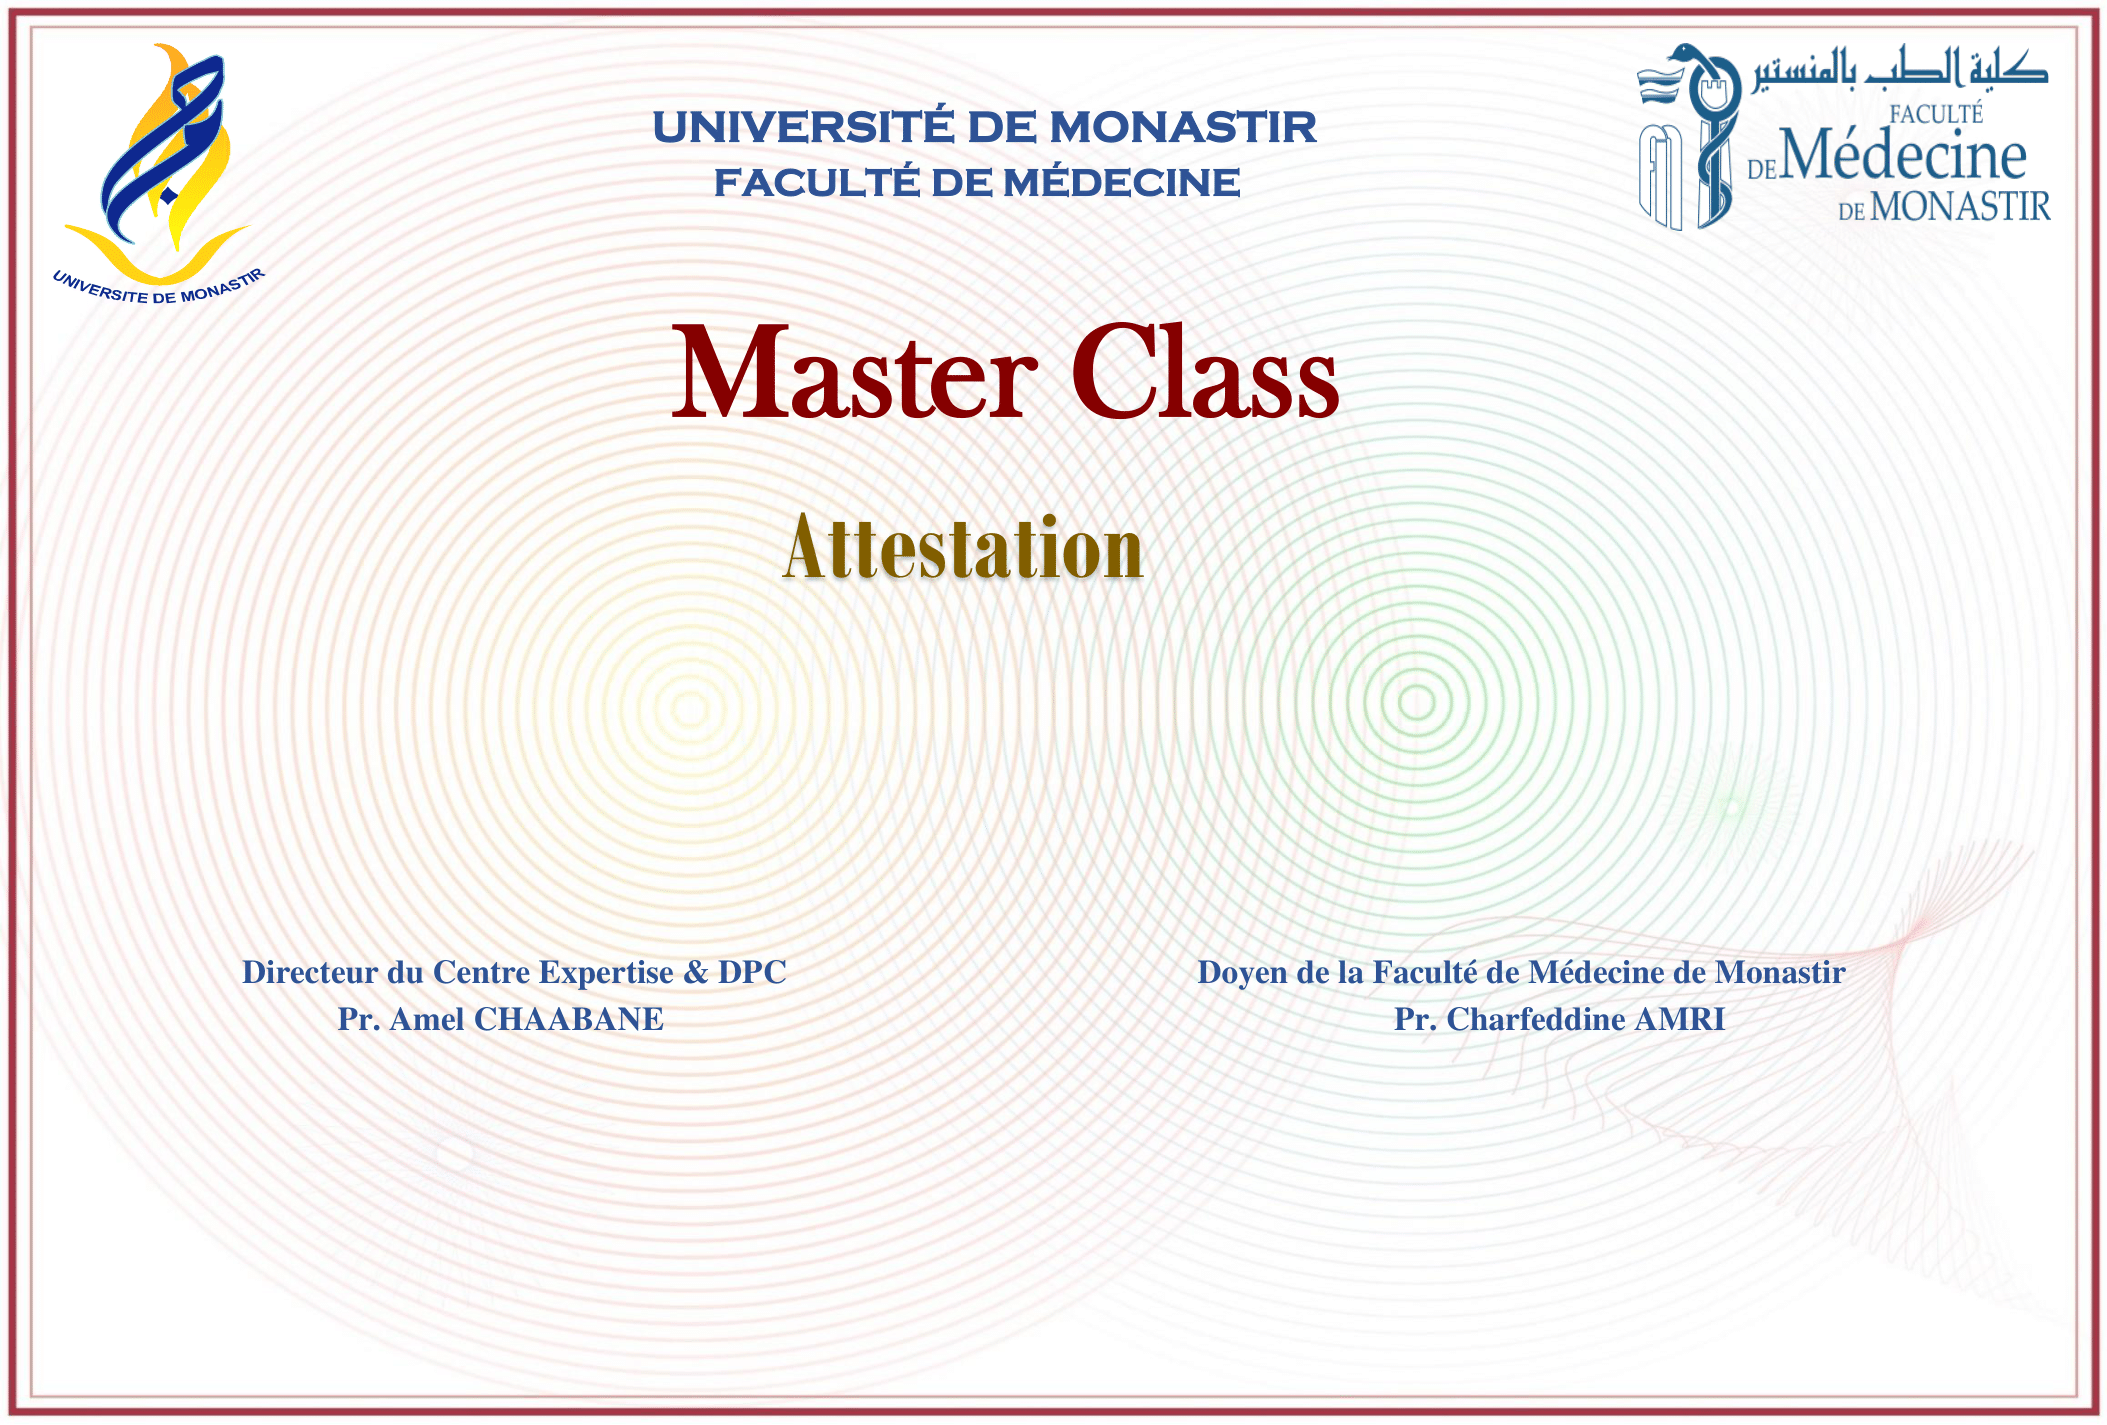 UNIVERSITÉ DE MONASTIR
FACULTÉ DE MÉDECINE
UNIVERSITE DE MONASTIR
كلية الطب بالمنستير
FACULTÉ
DE Médecine
DE MONASTIR
Master Class
Attestation
Directeur du Centre Expertise & DPC
Pr. Amel CHAABANE
Doyen de la Faculté de Médecine de Monastir
Pr. Charfeddine AMRI